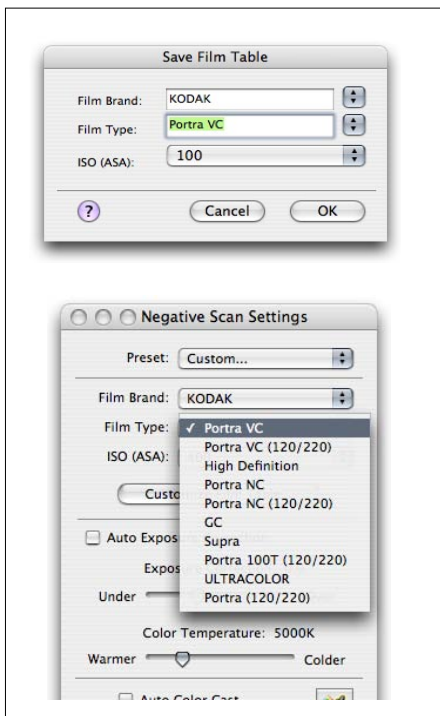 Save Film Table
Film Brand: KODAK
Film Type: Portra VC
ISO (ASA): 100
? Cancel OK
Negative Scan Settings
Preset: Custom...
Film Brand: KODAK
Film Type: ✓ Portra VC
Portra VC (120/220)
ISO (ASA):
High Definition
Portra NC
Portra NC (120/220)
GC
Supra
Portra 100T (120/220)
ULTRACOLOR
Under
Portra (120/220)
Color Temperature: 5000K
Warmer Colder
Auto Color Cast